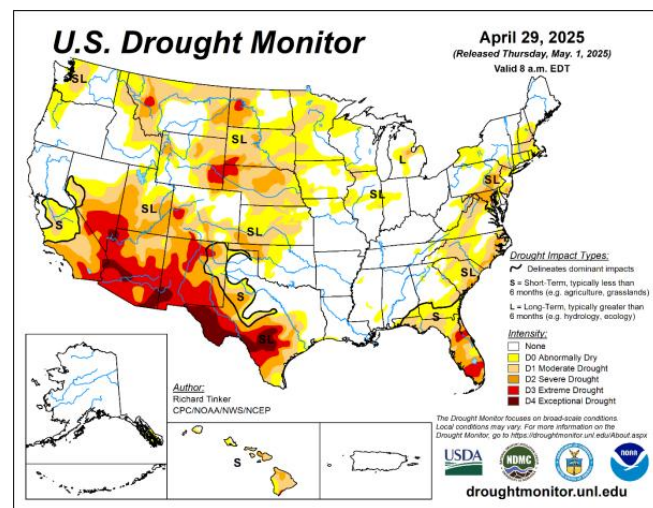 U.S. Drought Monitor
April 29, 2025
(Released Thursday, May. 1, 2025)
Valid 8 a.m. EDT
SL
SL
L
SL
SL
SL
SL
S
SL
S
SL
S
SL
Drought Impact Types:
Delineates dominant impacts
S = Short-Term, typically less than
6 months (e.g. agriculture, grasslands)
L = Long-Term, typically greater than
6 months (e.g. hydrology, ecology)
Intensity:
None
D0 Abnormally Dry
D1 Moderate Drought
D2 Severe Drought
D3 Extreme Drought
D4 Exceptional Drought
Author:
Richard Tinker
CPC/NOAA/NWS/NCEP
S
The Drought Monitor focuses on broad-scale conditions.
Local conditions may vary. For more information on the
Drought Monitor, go to https://droughtmonitor.unl.edu/About.aspx
USDA
NDMC
NOAA
droughtmonitor.unl.edu